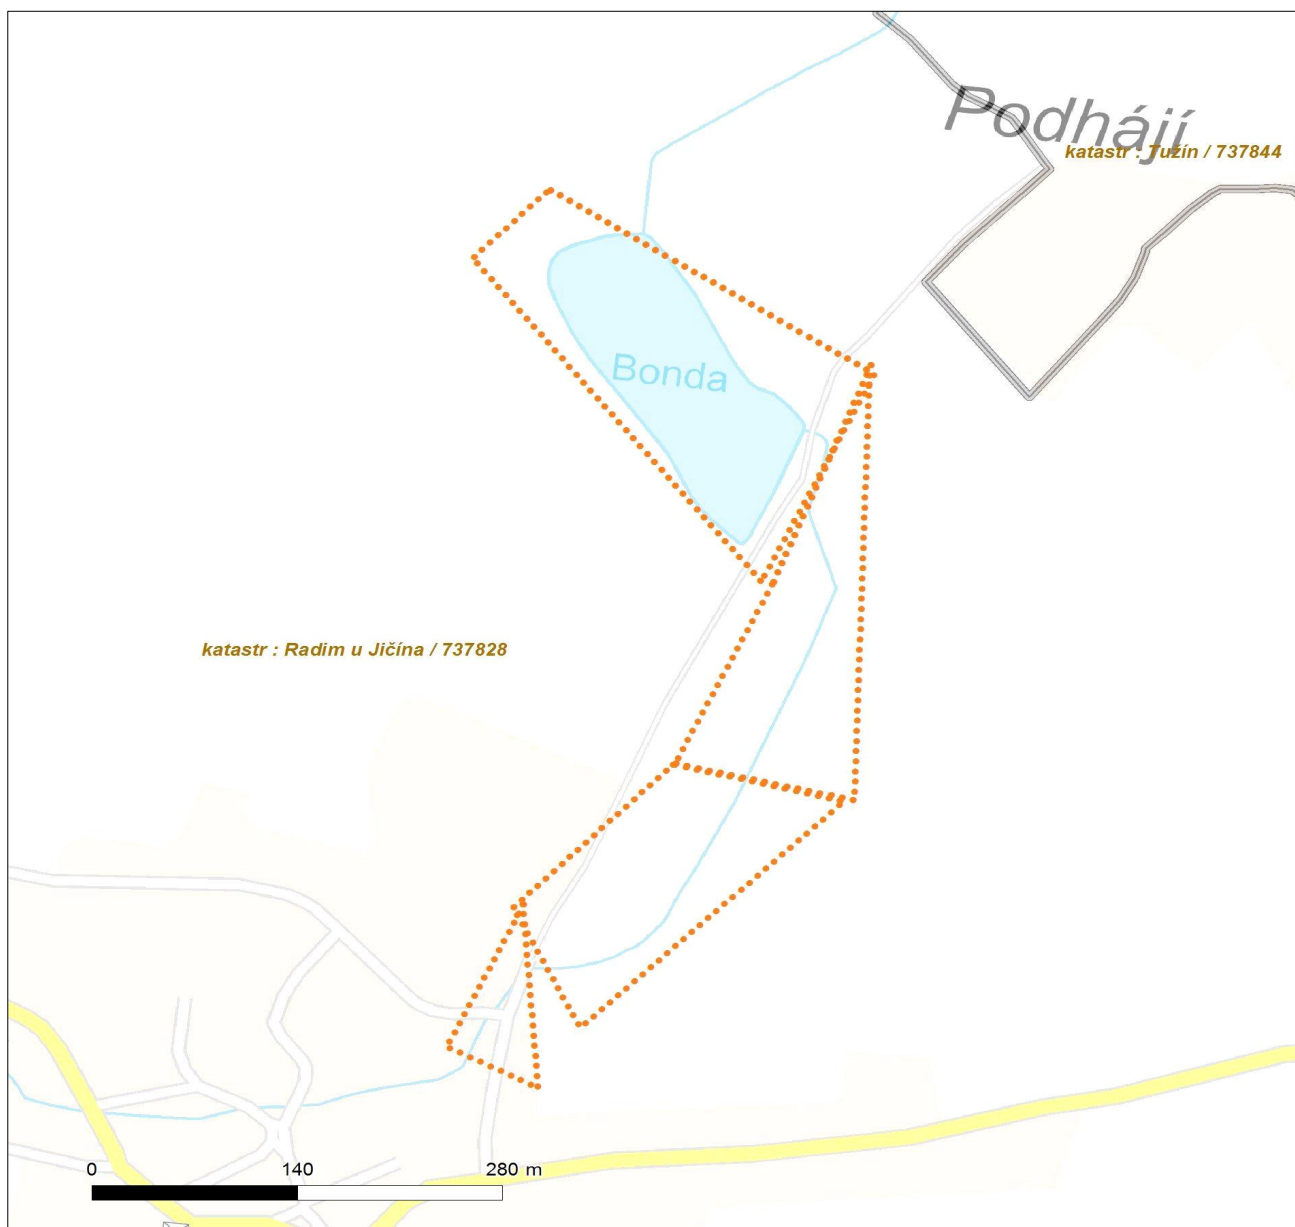 Podhájí
katastr : Tužín / 737844
Bonda
katastr : Radim u Jičína / 737828
0 140 280 m